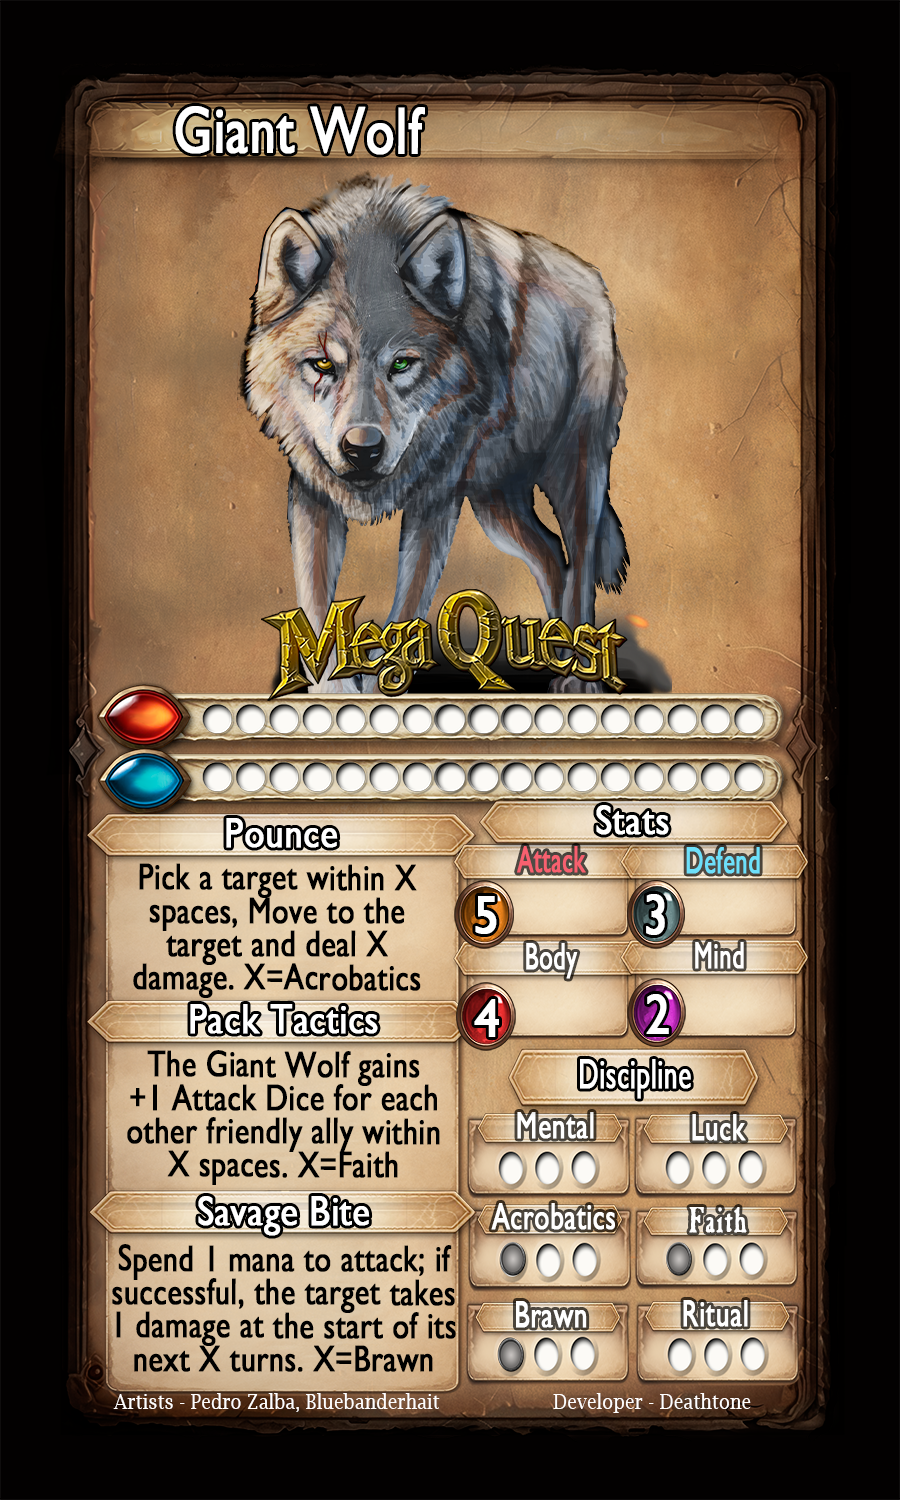 Giant Wolf
Mega Quest
Pounce
Pick a target within X
spaces, Move to the
target and deal X
damage. X=Acrobatics
Pack Tactics
The Giant Wolf gains
+1 Attack Dice for each
other friendly ally within
X spaces. X=Faith
Savage Bite
Spend 1 mana to attack; if
successful, the target takes
1 damage at the start of its
next X turns. X=Brawn
Stats
Attack Defend
5 3
Body Mind
4 2
Discipline
Mental Luck
Acrobatics Faith
Brawn Ritual
Artists - Pedro Zalba, Bluebanderhait
Developer - Deathtone